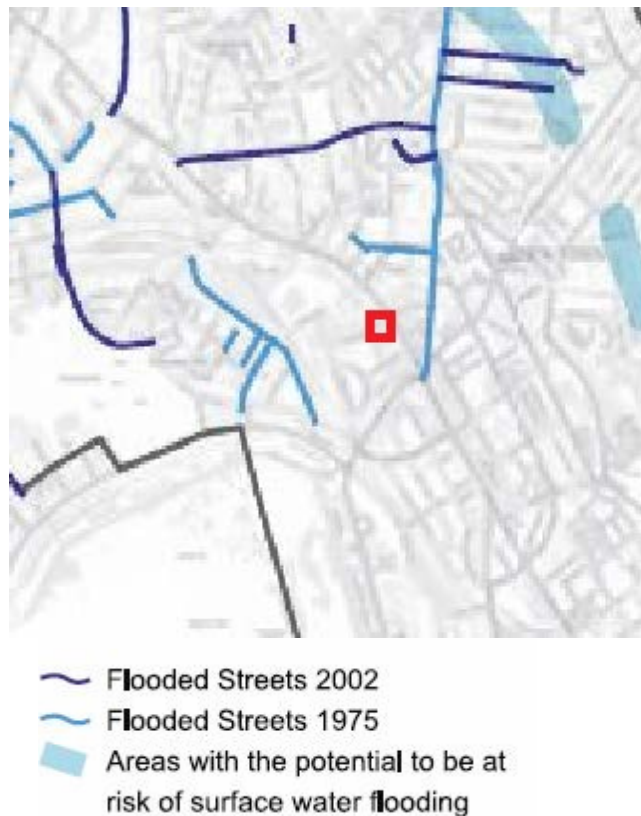 Flooded Streets 2002
Flooded Streets 1975
Areas with the potential to be at
risk of surface water flooding